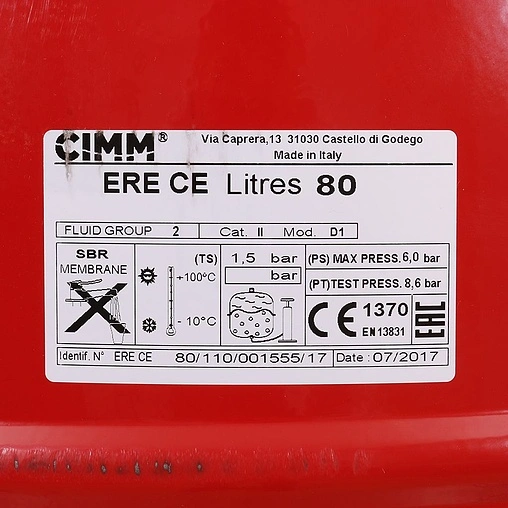 CIMM® Via Caprera,13 31030 Castello di Godego
Made in Italy
ERE CE Litres 80
FLUID GROUP 2 Cat. II Mod. D1
SBR
MEMBRANE
(TS)
+100°C
-10°C
1,5 bar
bar
(PS) MAX PRESS. 6,0 bar
(PT) TEST PRESS. 8,6 bar
CE 1370
EN 13831
EAC
Identif. N° ERE CE 80/110/001555/17 Date : 07/2017